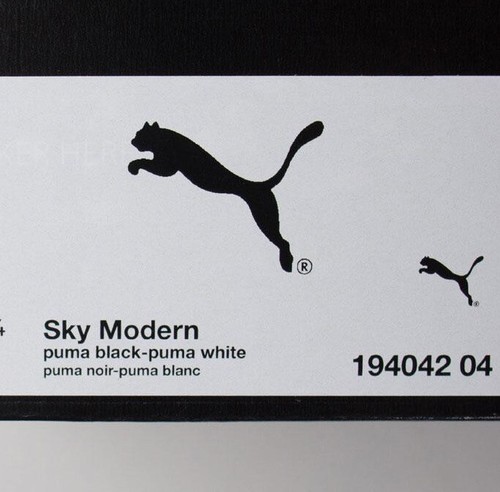 ®
®
Sky Modern
puma black-puma white
puma noir-puma blanc
194042 04